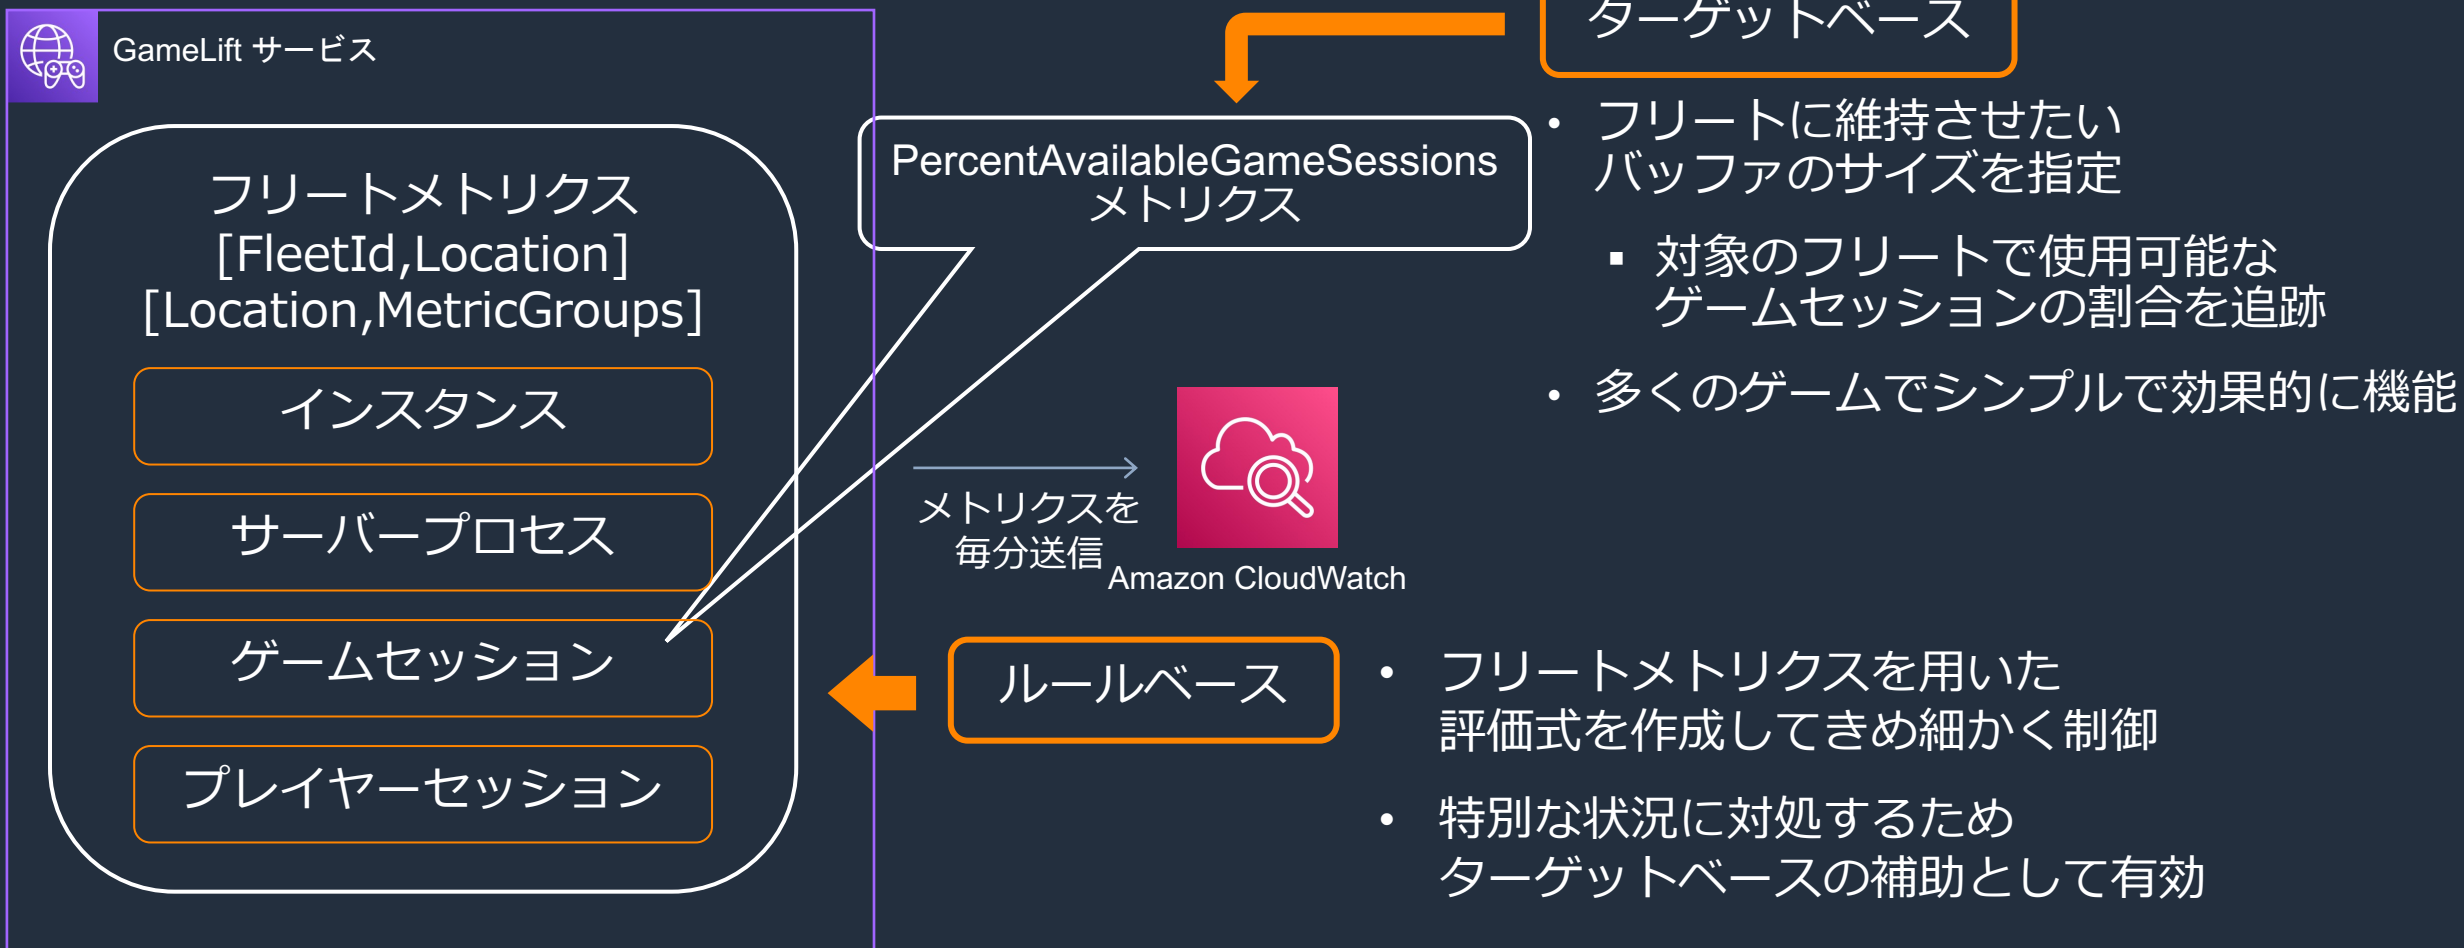 GameLift サービス
フリートメトリクス
[FleetId,Location]
[Location,MetricGroups]
インスタンス
サーバープロセス
ゲームセッション
プレイヤーセッション
PercentAvailableGameSessions
メトリクス
メトリクスを
毎分送信
Amazon CloudWatch
ターゲットベース
• フリートに維持させたい
バッファのサイズを指定
▪ 対象のフリートで使用可能な
ゲームセッションの割合を追跡
• 多くのゲームでシンプルで効果的に機能
ルールベース
• フリートメトリクスを用いた
評価式を作成してきめ細かく制御
• 特別な状況に対処するため
ターゲットベースの補助として有効